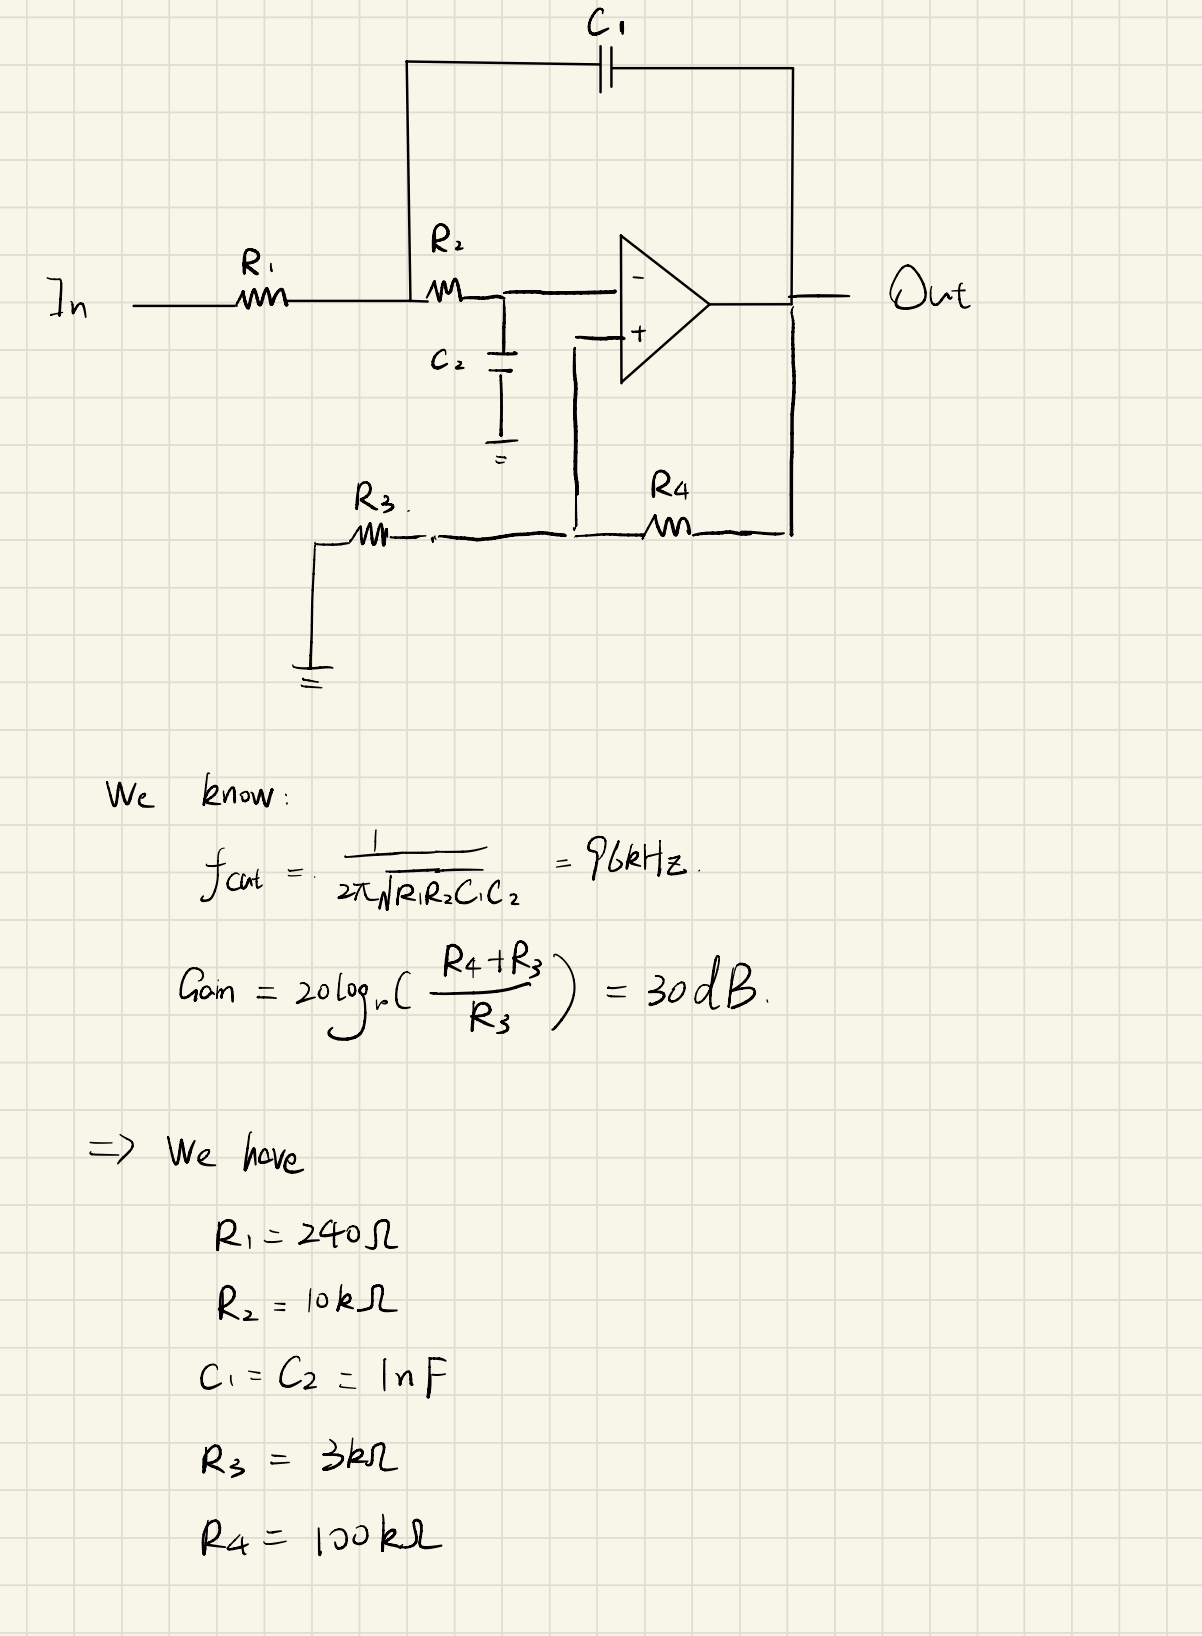 C1
R2
R1
In
-
+
Out
C2
R3
R4
We know:
fcut = 1/(2π√R1R2C1C2) = 96kHz.
Gain = 20log10((R4+R3)/R3) = 30dB.
=> We have
R1 = 240Ω
R2 = 10kΩ
C1 = C2 = 1nF
R3 = 3kΩ
R4 = 100kΩ